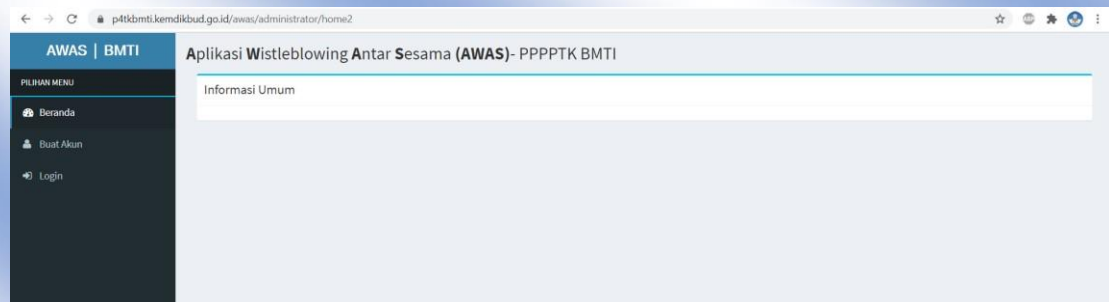 p4tkbmti.kemdikbud.go.id/awas/administrator/home2
AWAS | BMTI
Aplikasi Wistleblowing Antar Sesama (AWAS)- PPPPTK BMTI
PILIHAN MENU
Informasi Umum
Beranda
Buat Akun
Login